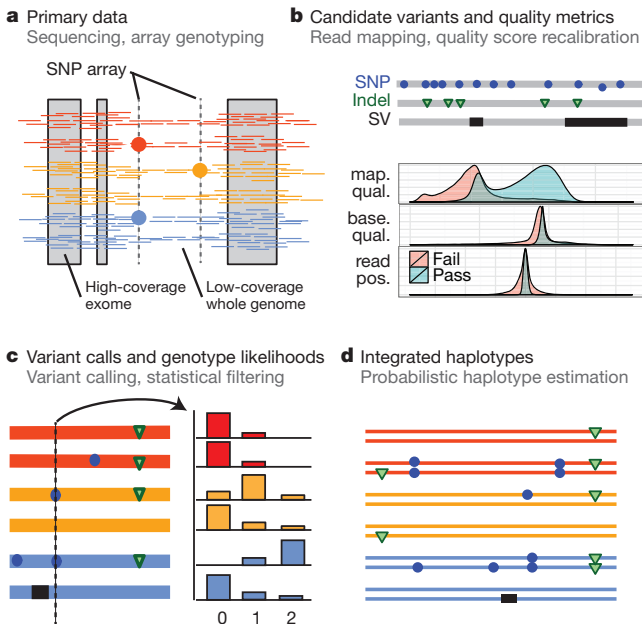 a Primary data
Sequencing, array genotyping
SNP array
High-coverage
exome
Low-coverage
whole genome
b Candidate variants and quality metrics
Read mapping, quality score recalibration
SNP
Indel
SV
map.
qual.
base.
qual.
read
pos.
Fail
Pass
c Variant calls and genotype likelihoods
Variant calling, statistical filtering
0 1 2
d Integrated haplotypes
Probabilistic haplotype estimation